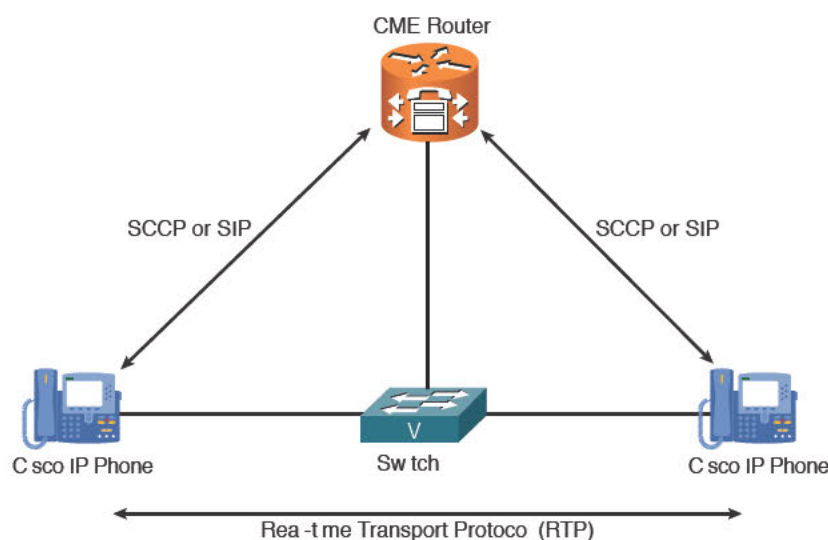 CME Router
SCCP or SIP
SCCP or SIP
V
C sco IP Phone
Sw tch
C sco IP Phone
Rea -t me Transport Protoco (RTP)